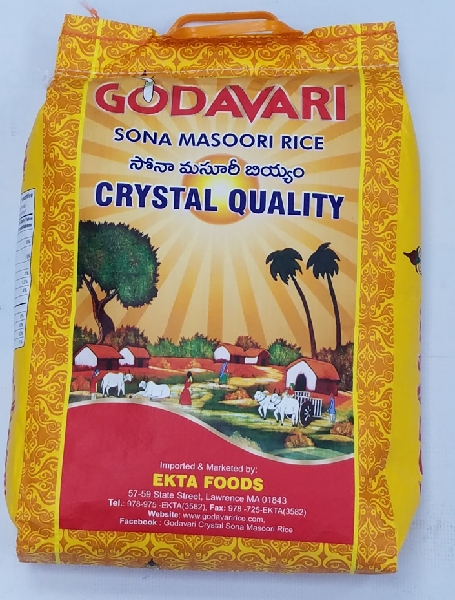 GODAVARI
SONA MASOORI RICE
సోనా మసూరీ బియ్యం
CRYSTAL QUALITY
Imported & Marketed by:
EKTA FOODS
57-59 State Street, Lawrence MA 01843
Tel.: 978-975 -EKTA(3582), Fax: 978 -725-EKTA(3582)
Website: www.godavaririce.com,
Facebook : Godavari Crystal Sona Masoori Rice